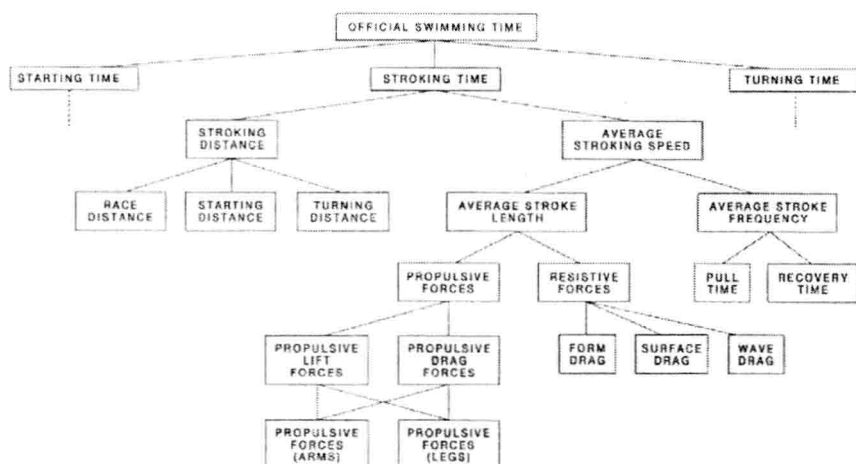 OFFICIAL SWIMMING TIME
STARTING TIME
STROKING TIME
TURNING TIME
STROKING
DISTANCE
AVERAGE
STROKING SPEED
RACE
DISTANCE
STARTING
DISTANCE
TURNING
DISTANCE
AVERAGE STROKE
LENGTH
AVERAGE STROKE
FREQUENCY
PROPULSIVE
FORCES
RESISTIVE
FORCES
PULL
TIME
RECOVERY
TIME
PROPULSIVE
LIFT
FORCES
PROPULSIVE
DRAG
FORCES
FORM
DRAG
SURFACE
DRAG
WAVE
DRAG
PROPULSIVE
FORCES
(ARMS)
PROPULSIVE
FORCES
(LEGS)